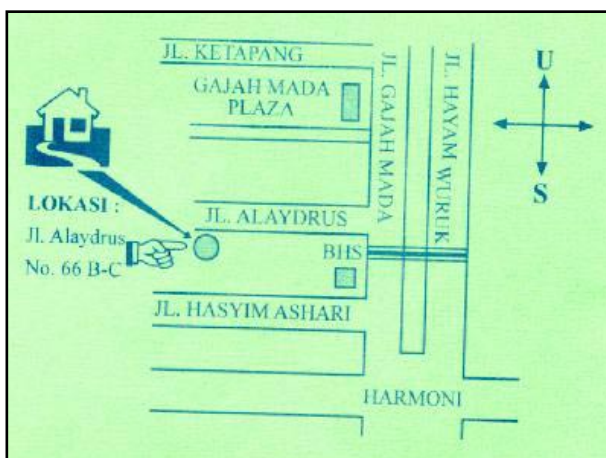 JL. KETAPANG
GAJAH MADA
PLAZA
JL. GAJAH MADA
JL. HAYAM WURUK
U
S
LOKASI :
Jl. Alaydrus
No. 66 B-C
JL. ALAYDRUS
BHS
JL. HASYIM ASHARI
HARMONI